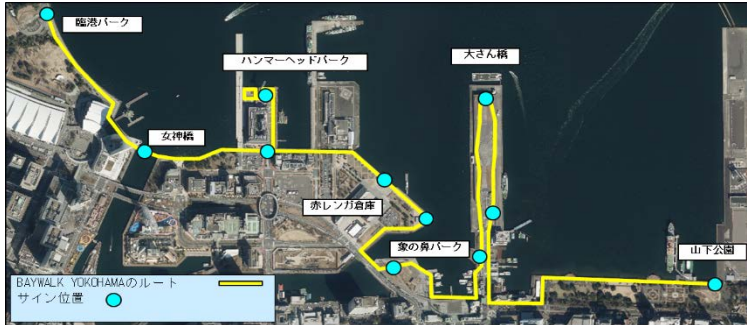 臨港パーク
ハンマーヘッドパーク
大さん橋
女神橋
赤レンガ倉庫
象の鼻パーク
山下公園
BAYWALK YOKOHAMAのルート
サイン位置